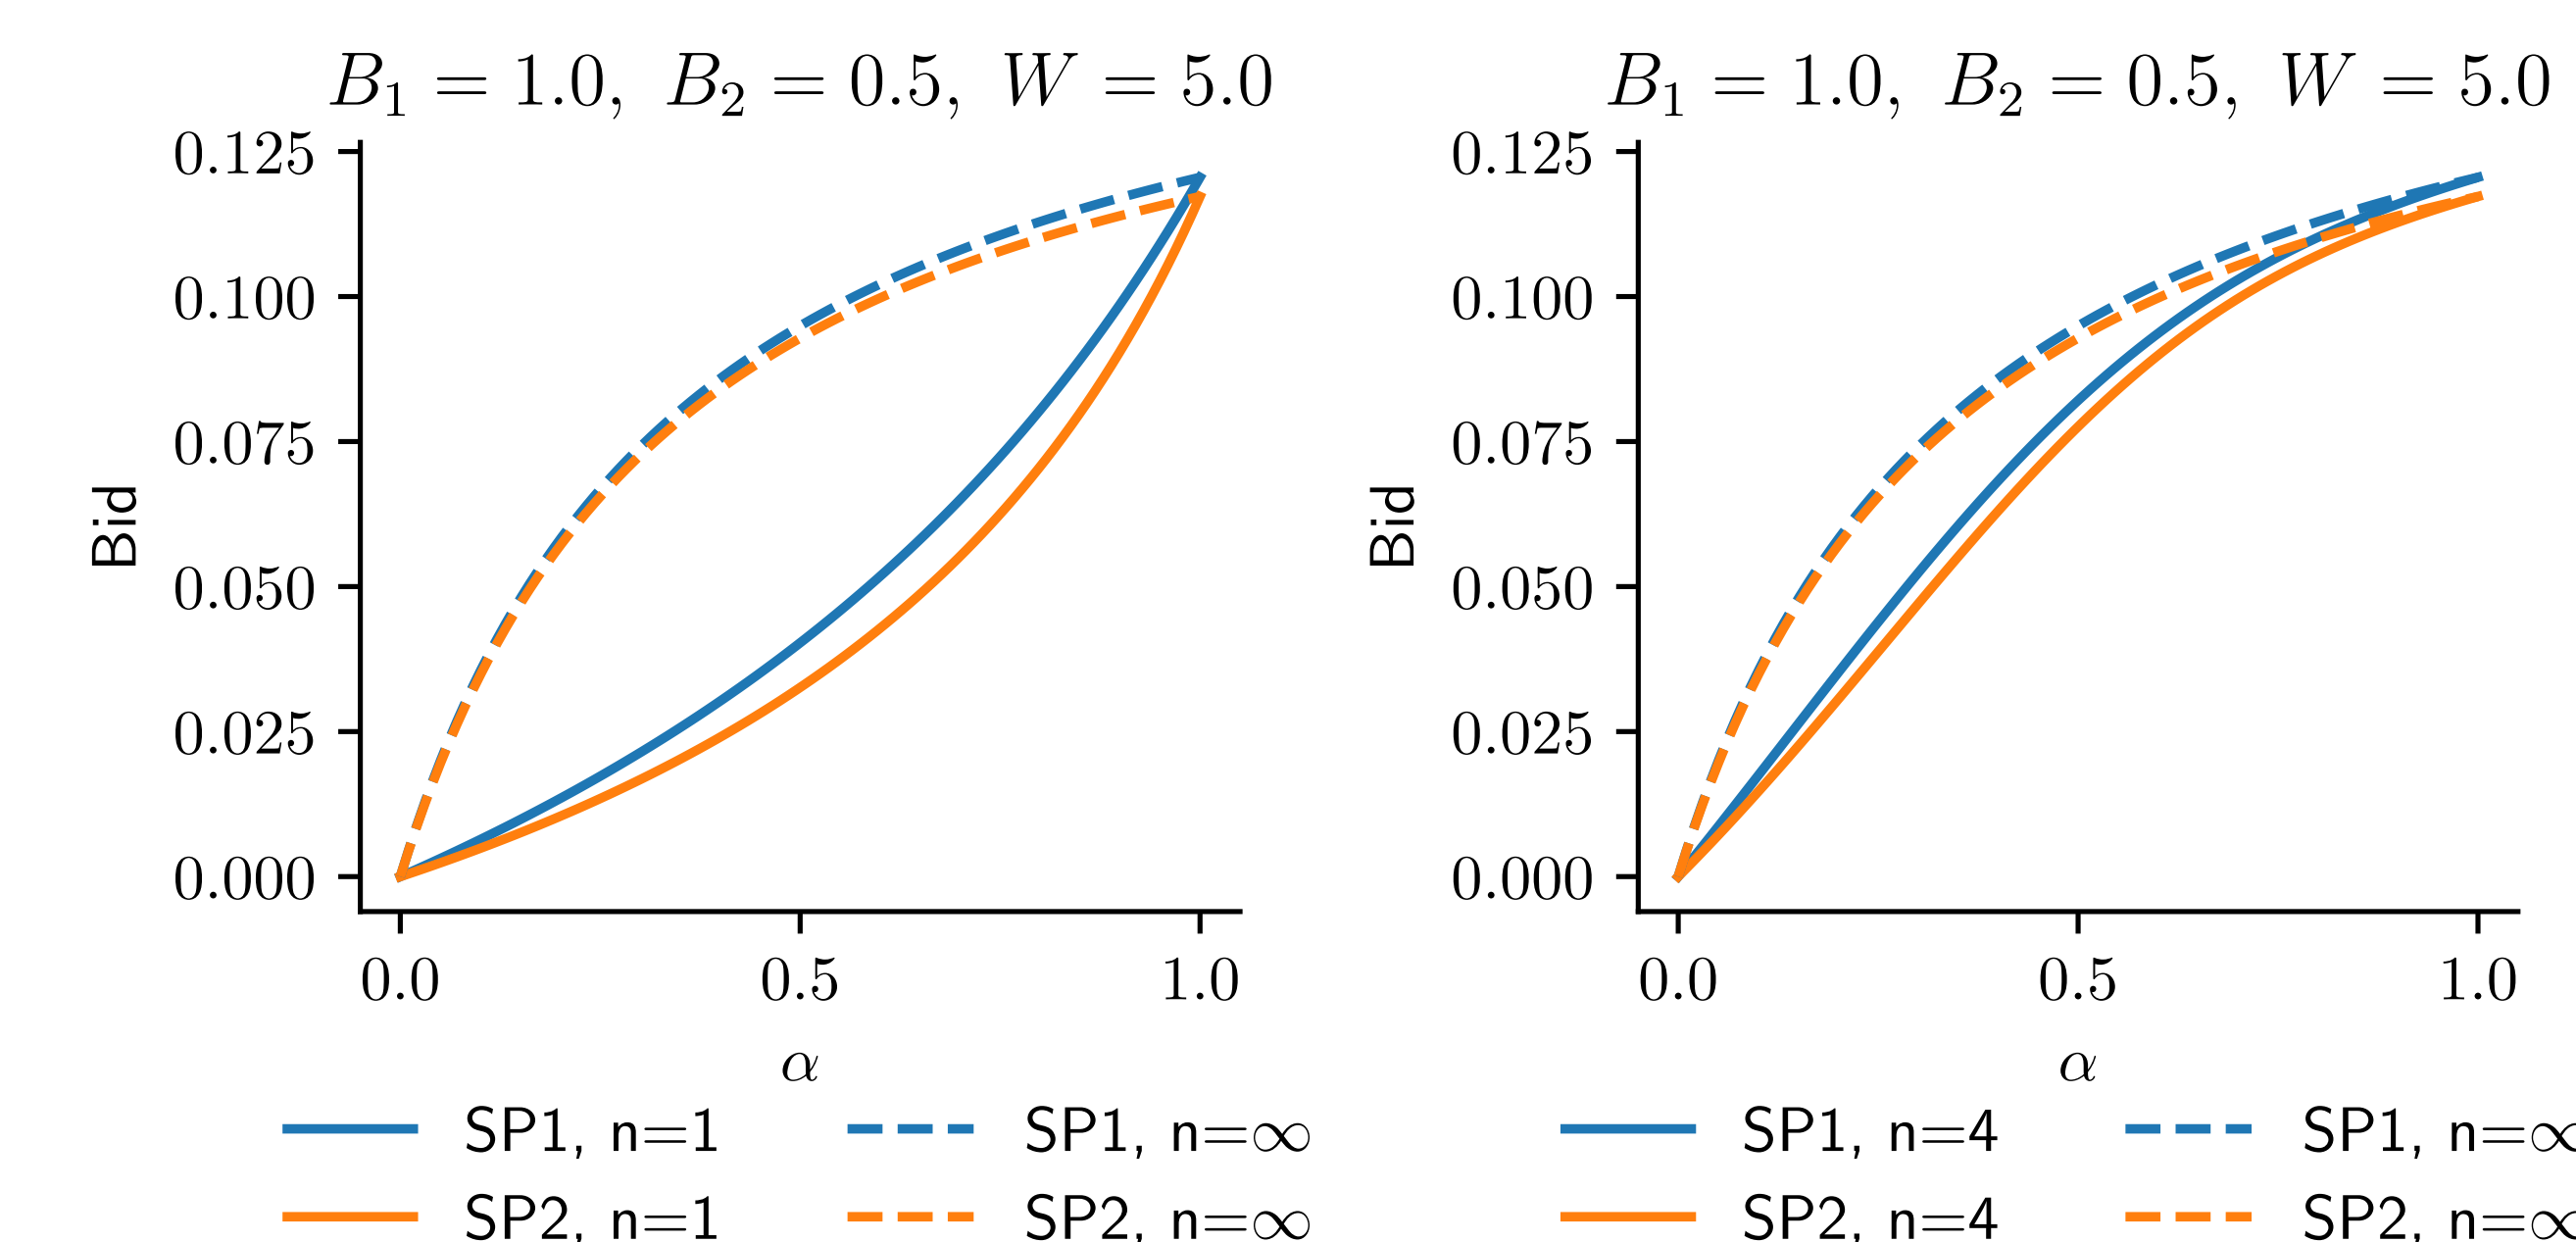 B₁ = 1.0, B₂ = 0.5, W = 5.0
0.125
0.100
0.075
0.050
0.025
0.000
Bid
0.0 0.5 1.0
α
SP1, n=1 SP1, n=∞
SP2, n=1 SP2, n=∞
B₁ = 1.0, B₂ = 0.5, W = 5.0
0.125
0.100
0.075
0.050
0.025
0.000
Bid
0.0 0.5 1.0
α
SP1, n=4 SP1, n=∞
SP2, n=4 SP2, n=∞